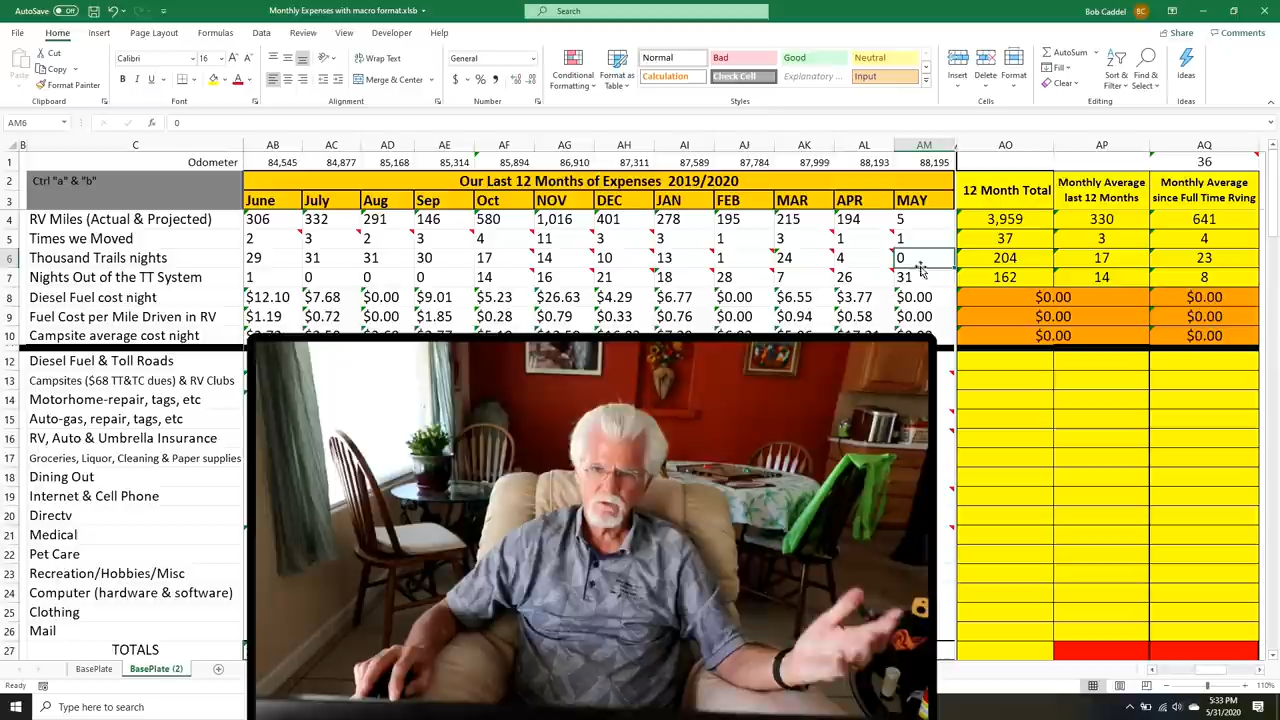 AutoSave Off Monthly Expenses with macro format.xlsb Search Bob Caddel BC
File Home Insert Page Layout Formulas Data Review View Developer Help Share Comments
Cut Calibri 16 General Normal Bad Good Neutral AutoSum
Copy Wrap Text Calculation Check Cell Explanatory ... Input Fill
Paste Format Painter B I U Merge & Center $ % Conditional Formatting Format as Table Insert Delete Format Clear Sort & Filter Find & Select Ideas
Clipboard Font Alignment Number Styles Cells Editing Ideas
AM6 fx 0
B C AB AC AD AE AF AG AH AI AJ AK AL AM AO AP AQ
1 Odometer 84,545 84,877 85,168 85,314 85,894 86,910 87,311 87,589 87,784 87,999 88,193 88,195 36
2 Ctrl "a" & "b" Our Last 12 Months of Expenses 2019/2020 12 Month Total Monthly Average last 12 Months Monthly Average since Full Time Rving
3 June July Aug Sep Oct NOV DEC JAN FEB MAR APR MAY
4 RV Miles (Actual & Projected) 306 332 291 146 580 1,016 401 278 195 215 194 5 3,959 330 641
5 Times we Moved 2 3 2 3 4 11 3 3 1 3 1 1 37 3 4
6 Thousand Trails nights 29 31 31 30 17 14 10 13 1 24 4 0 204 17 23
7 Nights Out of the TT System 1 0 0 0 14 16 21 18 28 7 26 31 162 14 8
8 Diesel Fuel cost night $12.10 $7.68 $0.00 $9.01 $5.23 $26.63 $4.29 $6.77 $0.00 $6.55 $3.77 $0.00 $0.00 $0.00
9 Fuel Cost per Mile Driven in RV $1.19 $0.72 $0.00 $1.85 $0.28 $0.79 $0.33 $0.76 $0.00 $0.94 $0.58 $0.00 $0.00 $0.00
10 Campsite average cost night $0.00 $0.00
12 Diesel Fuel & Toll Roads
13 Campsites ($68 TT&TC dues) & RV Clubs
14 Motorhome-repair, tags, etc
15 Auto-gas, repair, tags, etc
16 RV, Auto & Umbrella Insurance
17 Groceries, Liquor, Cleaning & Paper supplies
18 Dining Out
19 Internet & Cell Phone
20 Directv
21 Medical
22 Pet Care
23 Recreation/Hobbies/Misc
24 Computer (hardware & software)
25 Clothing
26 Mail
27 TOTALS
BasePlate BasePlate (2)
Ready 110%
Type here to search 5:33 PM
5/31/2020